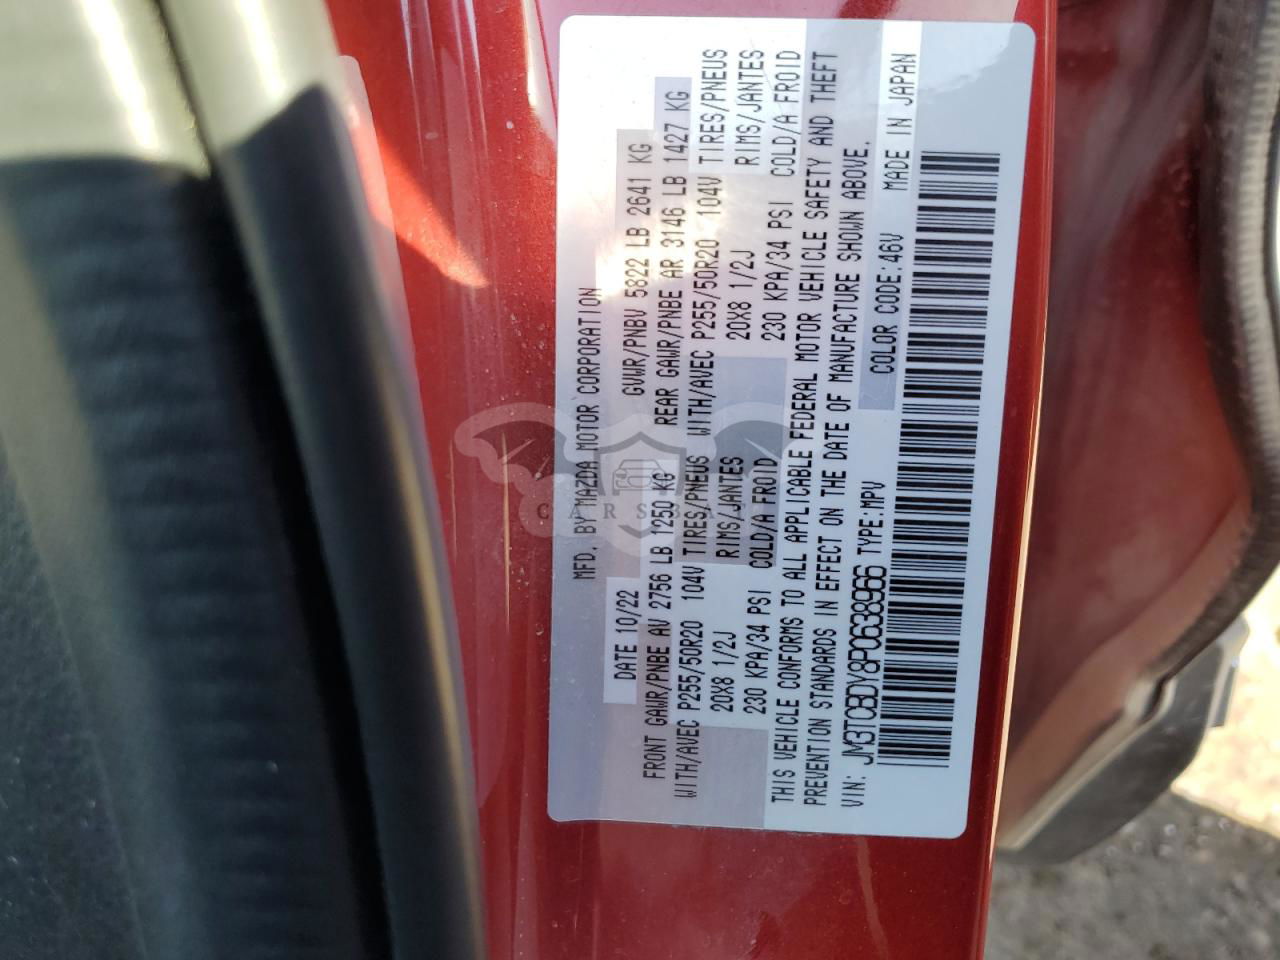 MFD. BY MAZDA MOTOR CORPORATION
DATE 10/22 GVWR/PNBV 5822 LB 2641 KG
FRONT GAWR/PNBE AV 2756 LB 1250 KG REAR GAWR/PNBE AR 3146 LB 1427 KG
WITH/AVEC P255/50R20 104V TIRES/PNEUS WITH/AVEC P255/50R20 104V TIRES/PNEUS
20X8 1/2J RIMS/JANTES 20X8 1/2J RIMS/JANTES
230 KPA/34 PSI COLD/A FROID 230 KPA/34 PSI COLD/A FROID
THIS VEHICLE CONFORMS TO ALL APPLICABLE FEDERAL MOTOR VEHICLE SAFETY AND THEFT
PREVENTION STANDARDS IN EFFECT ON THE DATE OF MANUFACTURE SHOWN ABOVE.
VIN: JM3TCBDY8P0638966 TYPE:MPV COLOR CODE:46V MADE IN JAPAN
CARSBAT